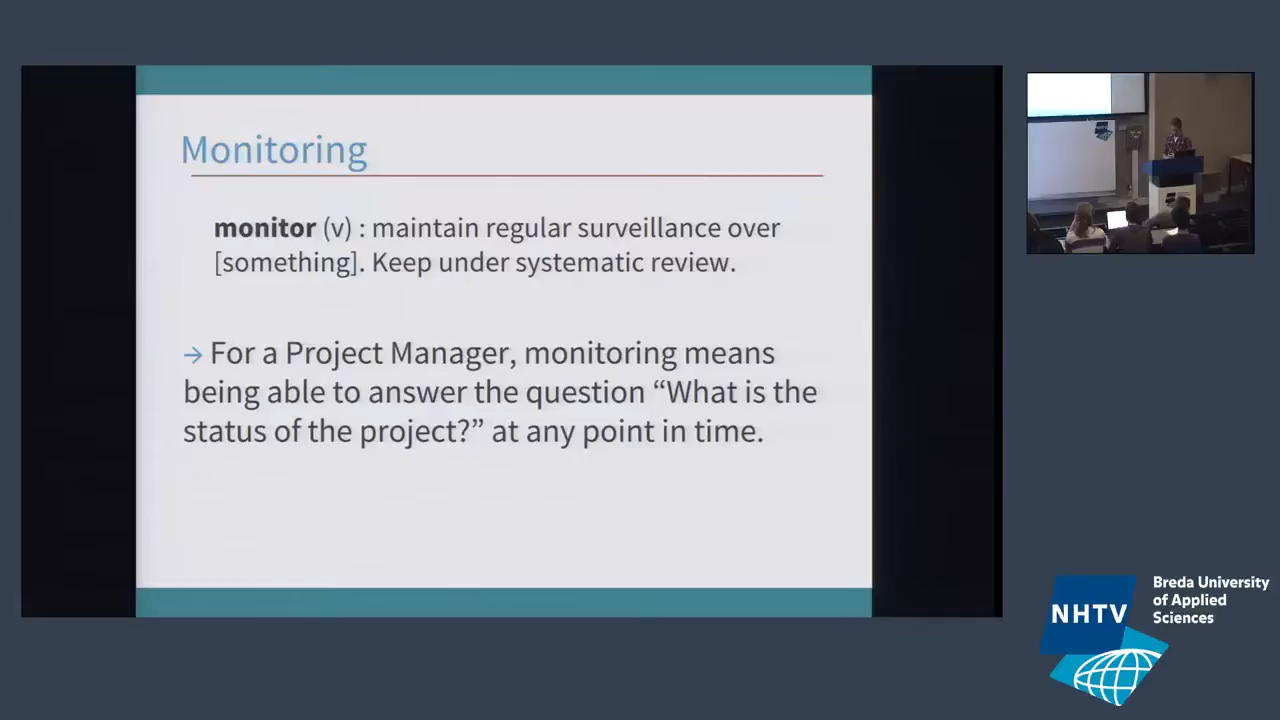 Monitoring
monitor (v) : maintain regular surveillance over
[something]. Keep under systematic review.
→ For a Project Manager, monitoring means
being able to answer the question “What is the
status of the project?” at any point in time.
NHTV
Breda University
of Applied
Sciences